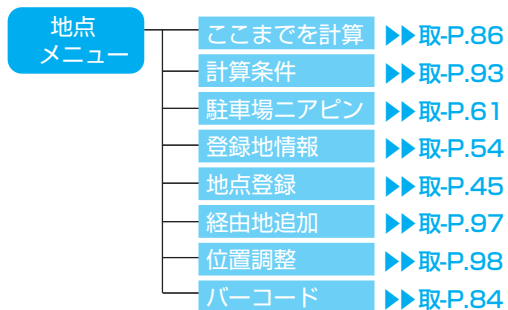 地点
メニュー
ここまでを計算 ▶▶取-P.86
計算条件 ▶▶取-P.93
駐車場ニアピン ▶▶取-P.61
登録地情報 ▶▶取-P.54
地点登録 ▶▶取-P.45
経由地追加 ▶▶取-P.97
位置調整 ▶▶取-P.98
バーコード ▶▶取-P.84